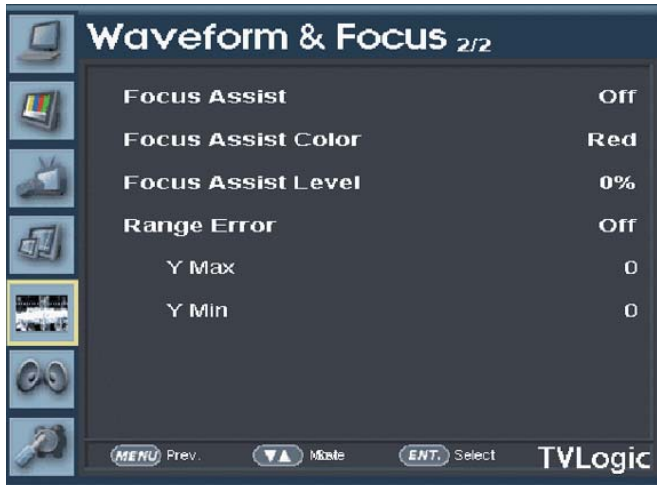 Waveform & Focus 2/2
Focus Assist Off
Focus Assist Color Red
Focus Assist Level 0%
Range Error Off
Y Max 0
Y Min 0
MENU Prev. ▼▲ ENT. Select TVLogic